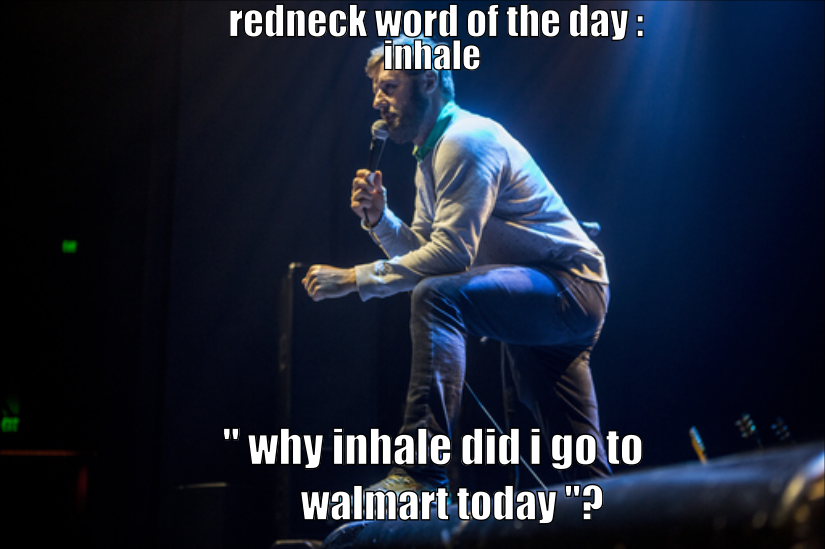 redneck word of the day :
inhale
" why inhale did i go to
walmart today "?